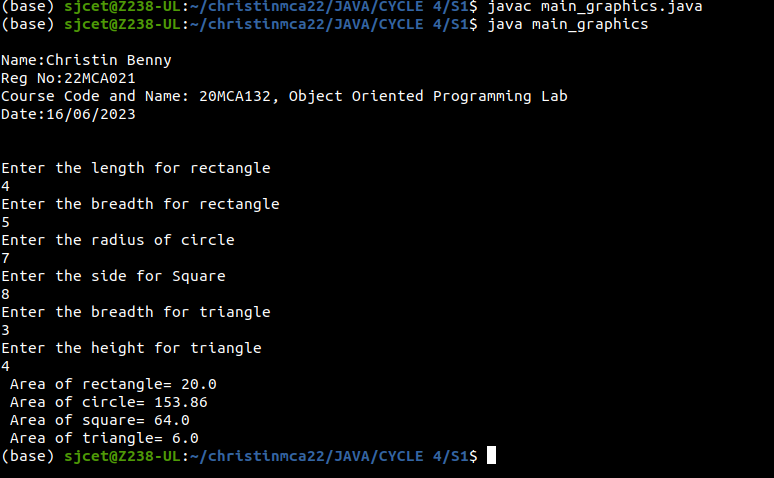 (base) sjcet@Z238-UL:~/christinmca22/JAVA/CYCLE 4/S1$ javac main_graphics.java
(base) sjcet@Z238-UL:~/christinmca22/JAVA/CYCLE 4/S1$ java main_graphics
Name:Christin Benny
Reg No:22MCA021
Course Code and Name: 20MCA132, Object Oriented Programming Lab
Date:16/06/2023
Enter the length for rectangle
4
Enter the breadth for rectangle
5
Enter the radius of circle
7
Enter the side for Square
8
Enter the breadth for triangle
3
Enter the height for triangle
4
Area of rectangle= 20.0
Area of circle= 153.86
Area of square= 64.0
Area of triangle= 6.0
(base) sjcet@Z238-UL:~/christinmca22/JAVA/CYCLE 4/S1$